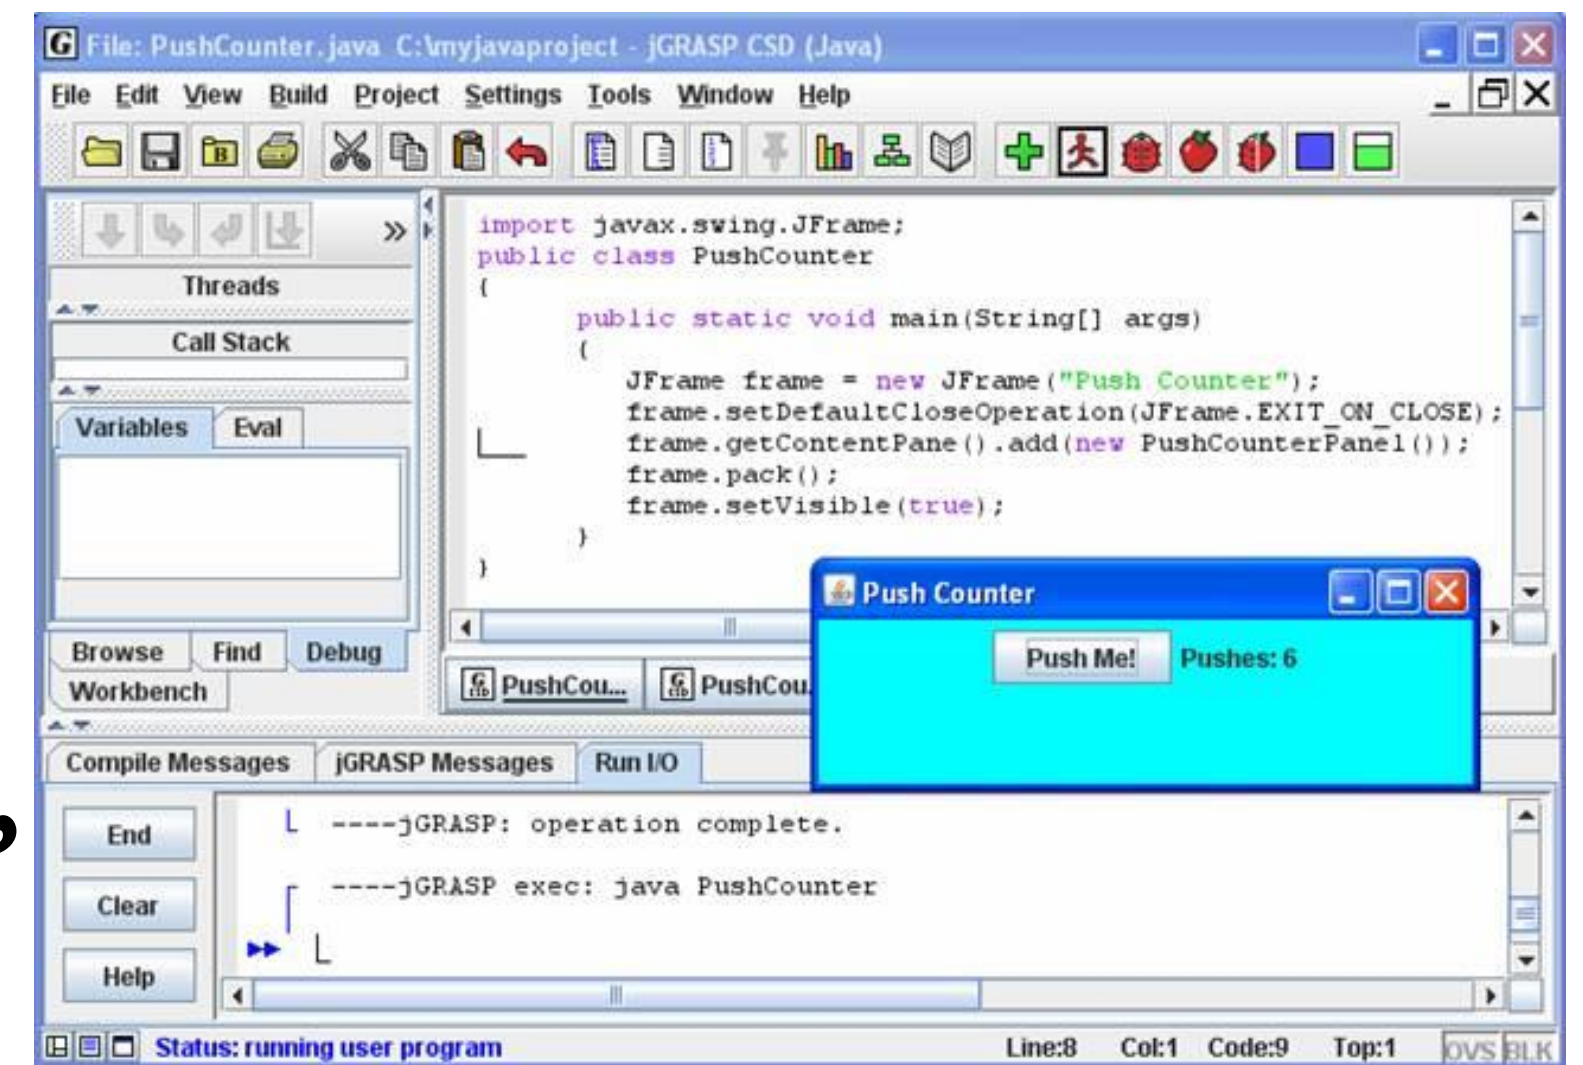 G File: PushCounter.java C:\myjavaproject - jGRASP CSD (Java)
File Edit View Build Project Settings Tools Window Help
B
Threads
Call Stack
Variables Eval
Browse Find Debug
Workbench
import javax.swing.JFrame;
public class PushCounter
{
public static void main(String[] args)
{
JFrame frame = new JFrame("Push Counter");
frame.setDefaultCloseOperation(JFrame.EXIT_ON_CLOSE);
frame.getContentPane().add(new PushCounterPanel());
frame.pack();
frame.setVisible(true);
}
}
Push Counter
Push Me! Pushes: 6
G CSD PushCou... G CSD PushCou.
Compile Messages jGRASP Messages Run I/O
End
Clear
Help
----jGRASP: operation complete.
----jGRASP exec: java PushCounter
Status: running user program Line:8 Col:1 Code:9 Top:1 OVS BLK